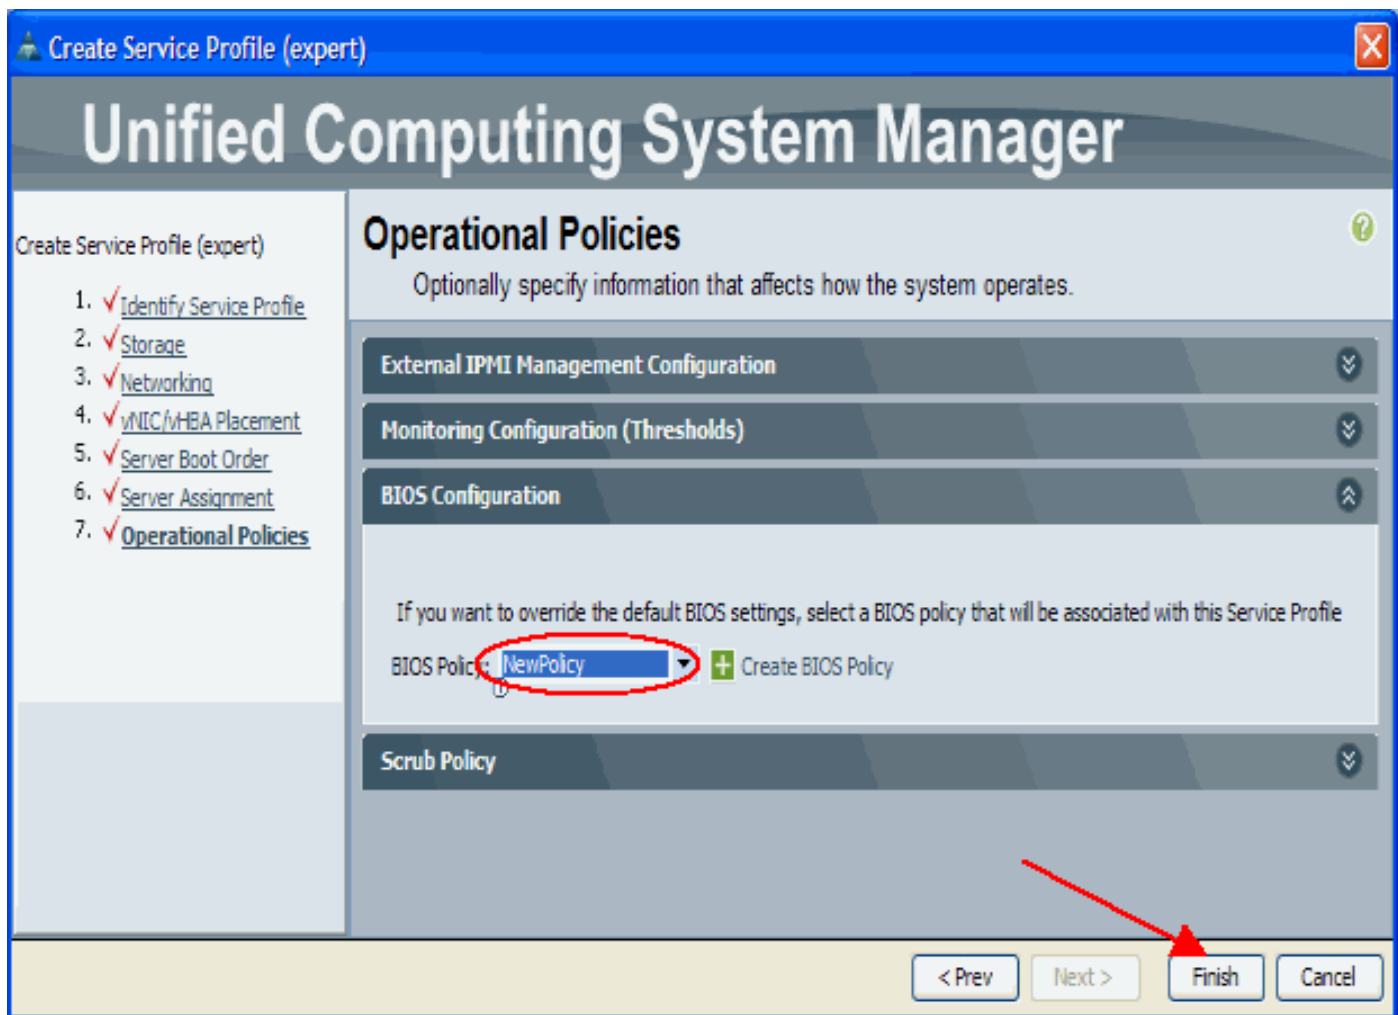 Create Service Profile (expert)
Unified Computing System Manager
Create Service Profile (expert)
1. Identify Service Profile
2. Storage
3. Networking
4. vNIC/vHBA Placement
5. Server Boot Order
6. Server Assignment
7. Operational Policies
Operational Policies
?
Optionally specify information that affects how the system operates.
External IPMI Management Configuration
Monitoring Configuration (Thresholds)
BIOS Configuration
If you want to override the default BIOS settings, select a BIOS policy that will be associated with this Service Profile
BIOS Policy: NewPolicy Create BIOS Policy
Scrub Policy
< Prev Next > Finish Cancel